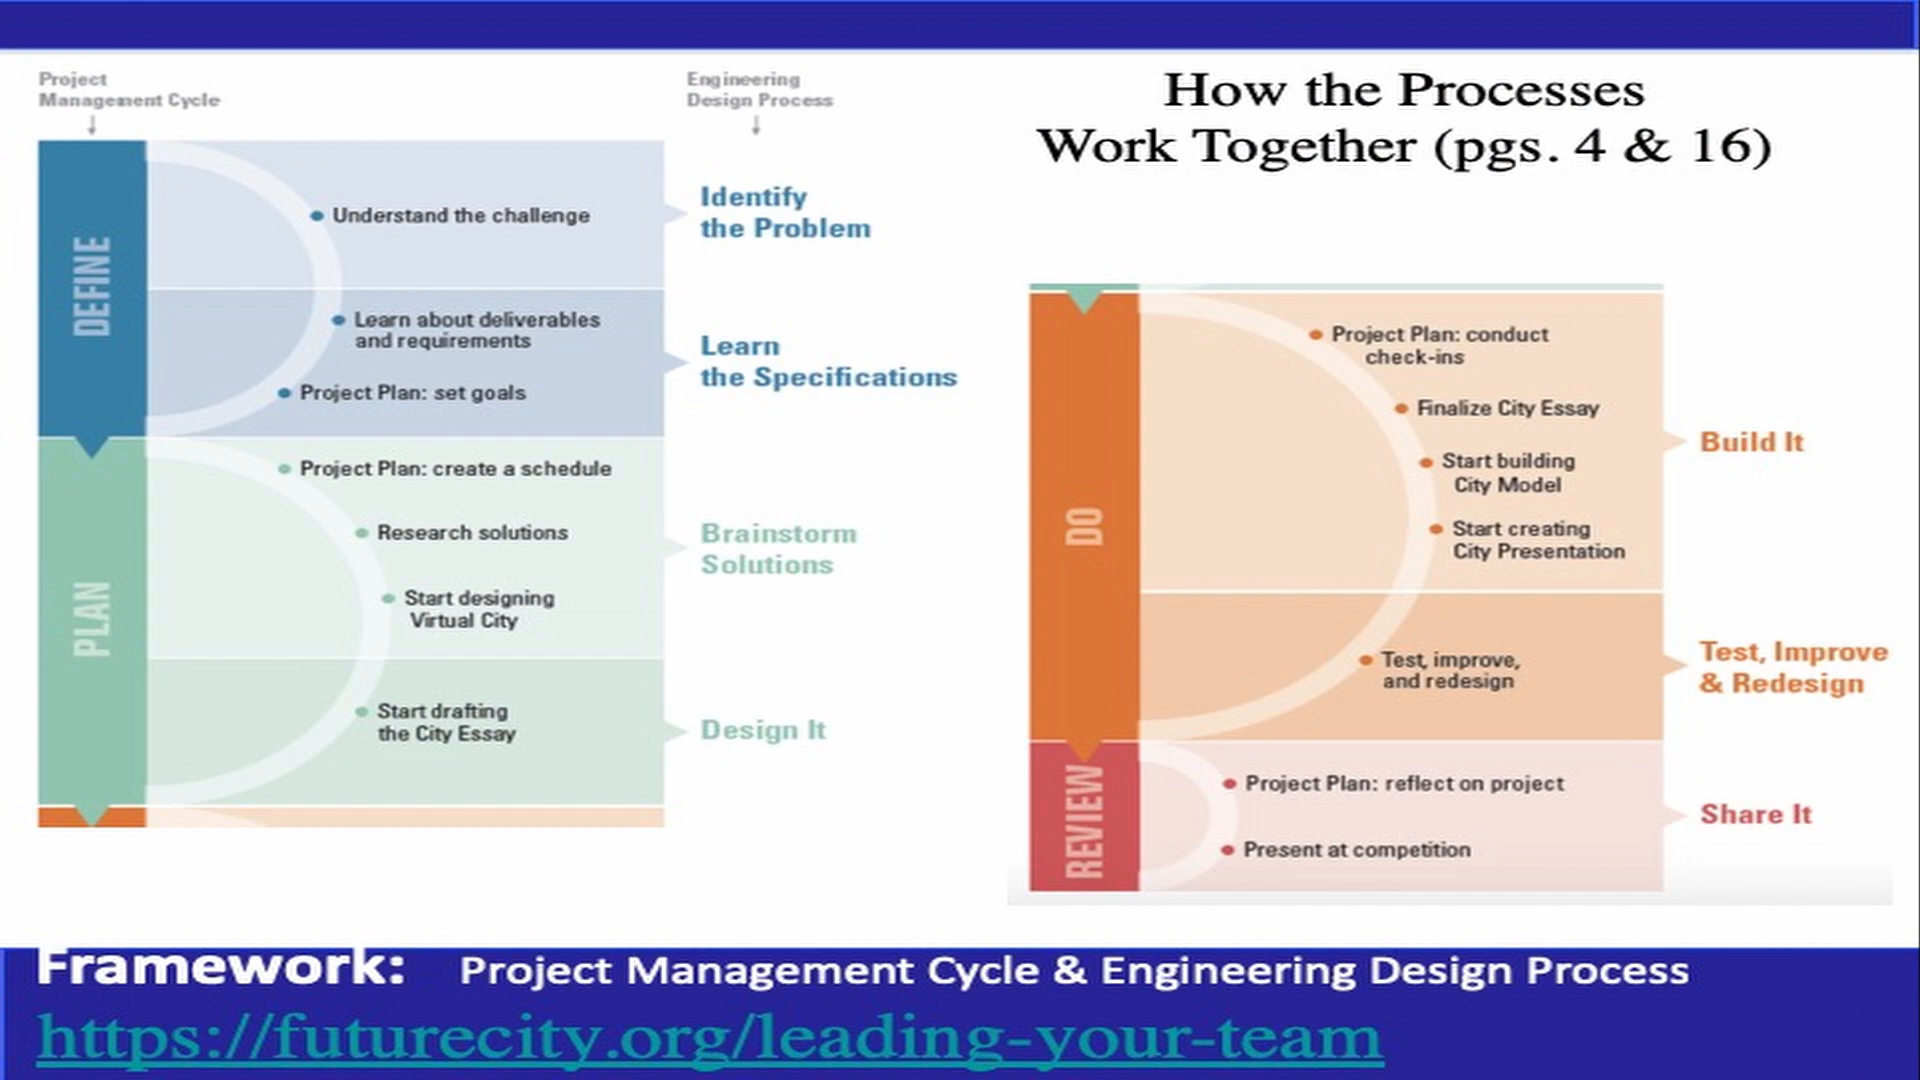 How the Processes
Work Together (pgs. 4 & 16)
Project
Management Cycle
Engineering
Design Process
DEFINE
Understand the challenge
Identify
the Problem
Learn about deliverables
and requirements
Project Plan: set goals
Learn
the Specifications
PLAN
Project Plan: create a schedule
Research solutions
Start designing
Virtual City
Brainstorm
Solutions
Start drafting
the City Essay
Design It
DO
Project Plan: conduct
check-ins
Finalize City Essay
Start building
City Model
Start creating
City Presentation
Build It
Test, improve,
and redesign
Test, Improve
& Redesign
REVIEW
Project Plan: reflect on project
Present at competition
Share It
Framework: Project Management Cycle & Engineering Design Process
https://futurecity.org/leading-your-team